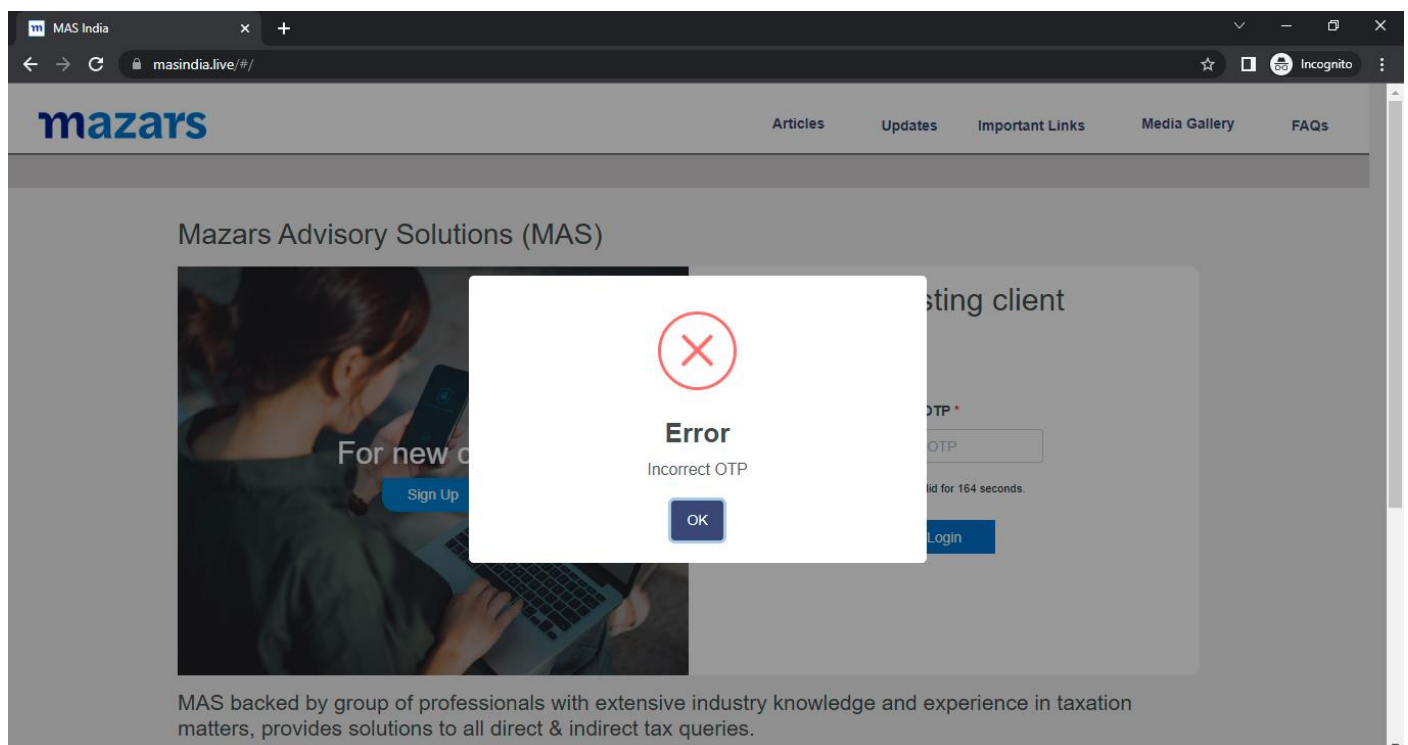 MAS India
masindia.live/#/
Incognito
mazars
Articles Updates Important Links Media Gallery FAQs
Mazars Advisory Solutions (MAS)
For new c
Sign Up
sting client
OTP *
OTP
lid for 164 seconds.
Login
Error
Incorrect OTP
OK
MAS backed by group of professionals with extensive industry knowledge and experience in taxation
matters, provides solutions to all direct & indirect tax queries.